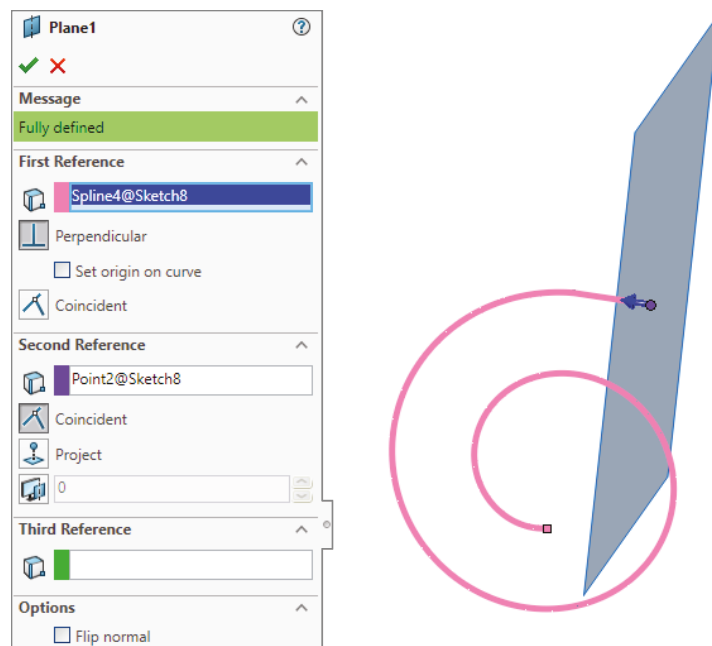 Plane1
Message
Fully defined
First Reference
Spline4@Sketch8
Perpendicular
Set origin on curve
Coincident
Second Reference
Point2@Sketch8
Coincident
Project
0
Third Reference
Options
Flip normal